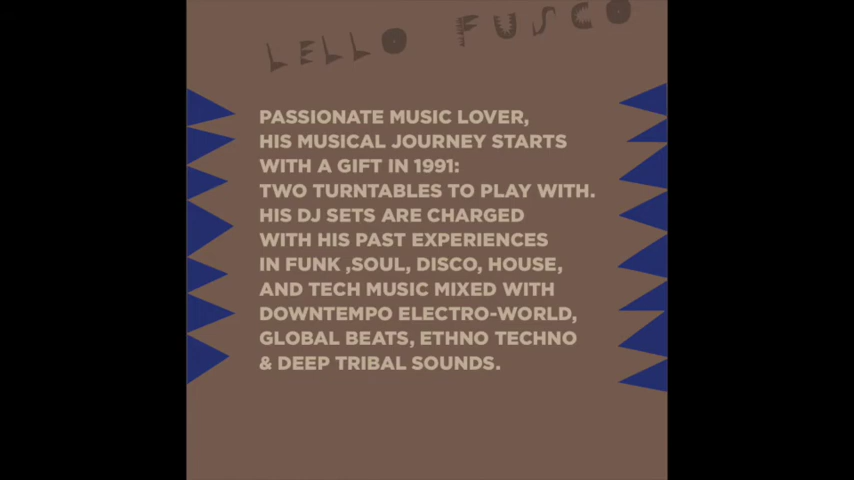 LELLO FUSCO
PASSIONATE MUSIC LOVER,
HIS MUSICAL JOURNEY STARTS
WITH A GIFT IN 1991:
TWO TURNTABLES TO PLAY WITH.
HIS DJ SETS ARE CHARGED
WITH HIS PAST EXPERIENCES
IN FUNK ,SOUL, DISCO, HOUSE,
AND TECH MUSIC MIXED WITH
DOWNTEMPO ELECTRO-WORLD,
GLOBAL BEATS, ETHNO TECHNO
& DEEP TRIBAL SOUNDS.